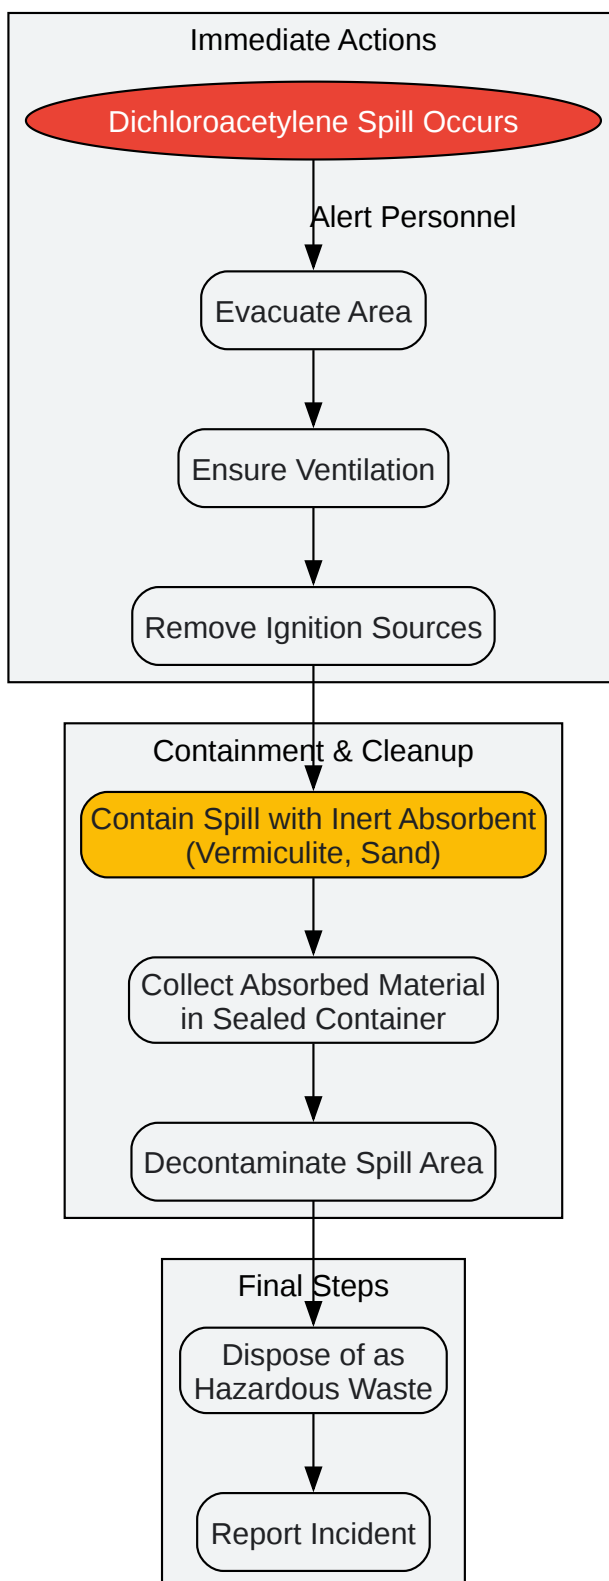 Immediate Actions
Dichloroacetylene Spill Occurs
Alert Personnel
Evacuate Area
Ensure Ventilation
Remove Ignition Sources
Containment & Cleanup
Contain Spill with Inert Absorbent
(Vermiculite, Sand)
Collect Absorbed Material
in Sealed Container
Decontaminate Spill Area
Final Steps
Dispose of as
Hazardous Waste
Report Incident